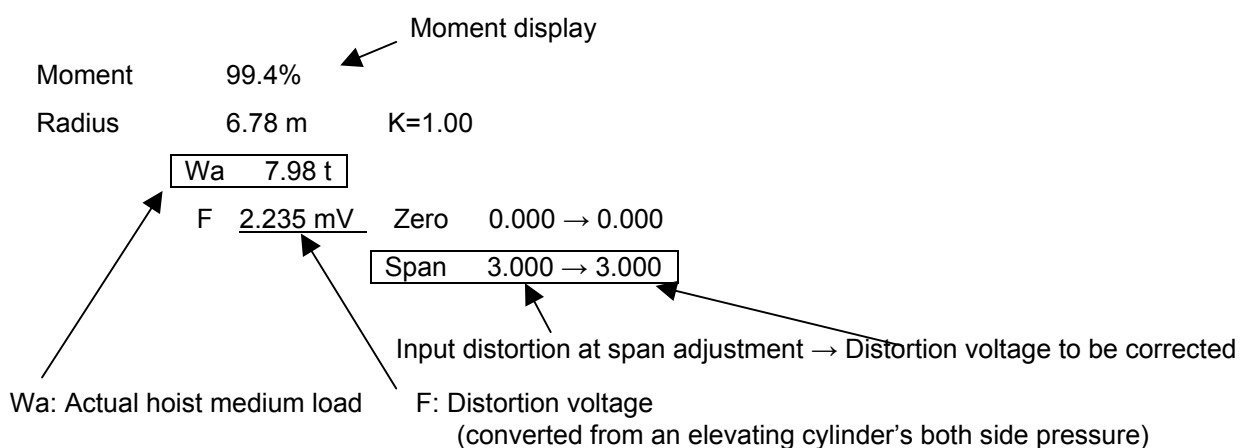 Moment display
Moment 99.4%
Radius 6.78 m K=1.00
Wa 7.98 t
F 2.235 mV Zero 0.000 → 0.000
Span 3.000 → 3.000
Input distortion at span adjustment → Distortion voltage to be corrected
Wa: Actual hoist medium load F: Distortion voltage
(converted from an elevating cylinder's both side pressure)